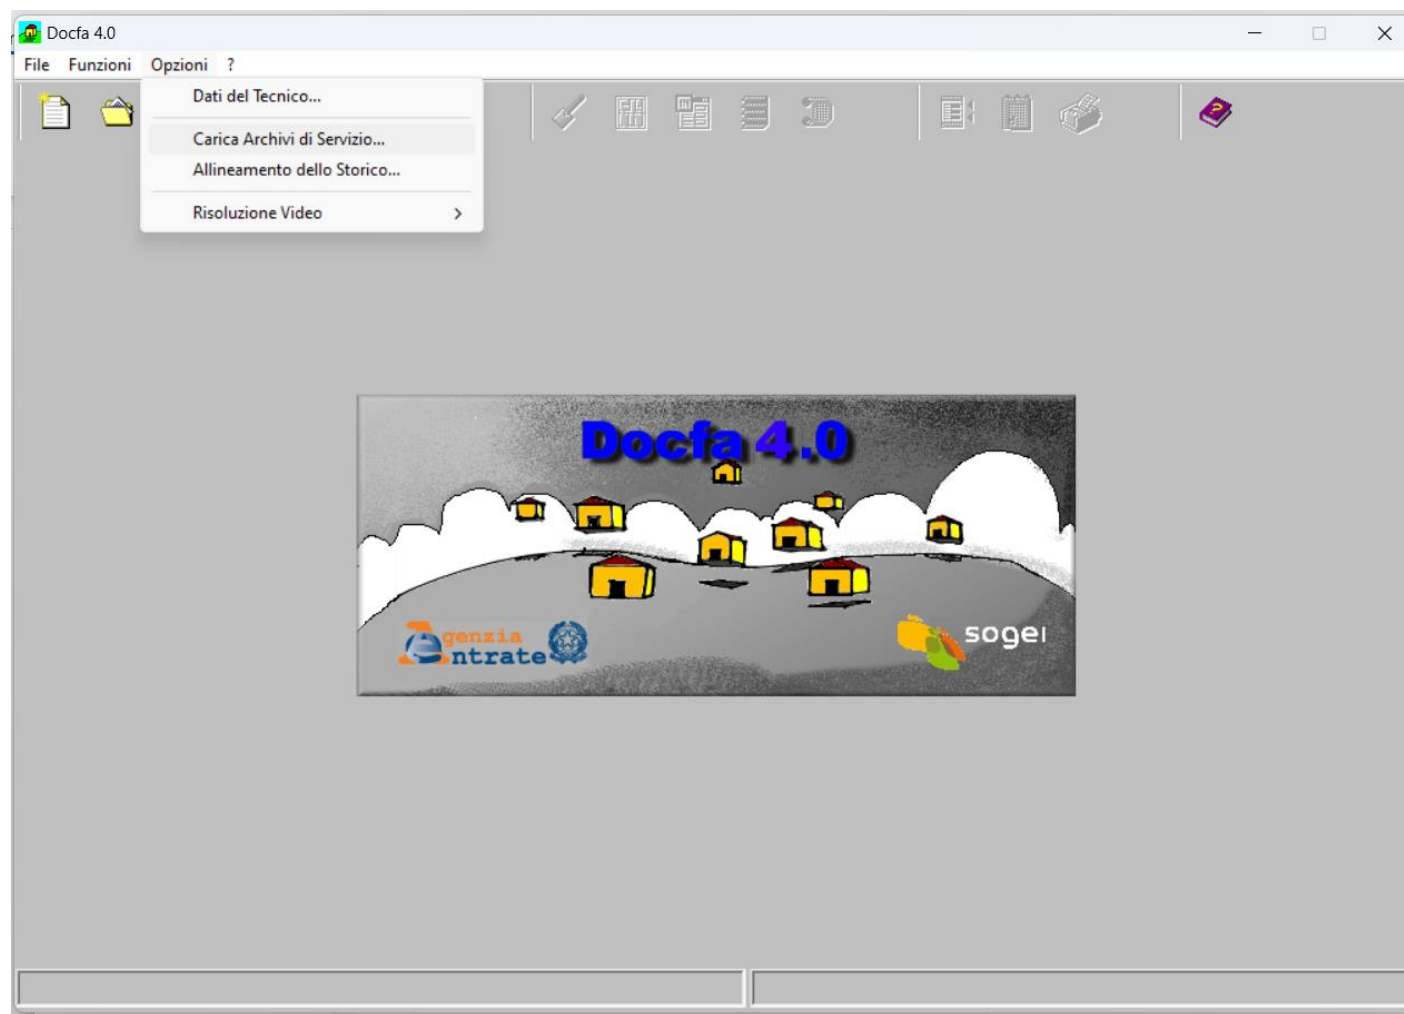 Docfa 4.0
File Funzioni Opzioni ?
Dati del Tecnico...
Carica Archivi di Servizio...
Allineamento dello Storico...
Risoluzione Video
Docfa 4.0
Agenzia
Entrate
sogei